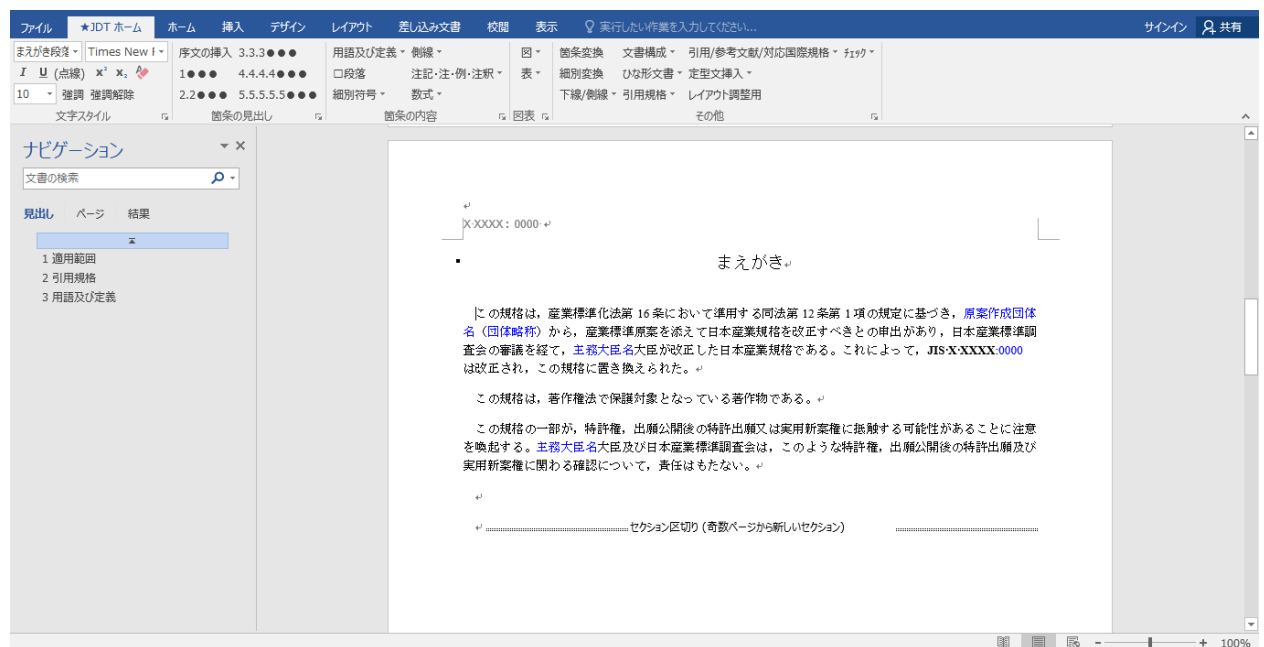 ファイル ★JDT ホーム ホーム 挿入 デザイン レイアウト 差し込み文書 校閲 表示 実行したい作業を入力してください... サインイン 共有
まえがき段落 Times New 序文の挿入 3.3.3●●● 用語及び定義 側線 図 箇条変換 文書構成 引用/参考文献/対応国際規格 ﾁｪｯｸ
I U (点線) x² x₂ 1●●● 4.4.4.4●●● 口段落 注記・注・例・注釈 表 細別変換 ひな形文書 定型文挿入
10 強調 強調解除 2.2●●● 5.5.5.5.5●●● 細別符号 数式 下線/側線 引用規格 レイアウト調整用
文字スタイル 箇条の見出し 箇条の内容 図表 その他
ナビゲーション
文書の検索
見出し ページ 結果
1 適用範囲
2 引用規格
3 用語及び定義
X·XXXX：0000
まえがき
この規格は，産業標準化法第 16 条において準用する同法第 12 条第 1 項の規定に基づき，原案作成団体
名（団体略称）から，産業標準原案を添えて日本産業規格を改正すべきとの申出があり，日本産業標準調
査会の審議を経て，主務大臣名大臣が改正した日本産業規格である。これによって，JIS·X·XXXX:0000
は改正され，この規格に置き換えられた。
この規格は，著作権法で保護対象となっている著作物である。
この規格の一部が，特許権，出願公開後の特許出願又は実用新案権に抵触する可能性があることに注意
を喚起する。主務大臣名大臣及び日本産業標準調査会は，このような特許権，出願公開後の特許出願及び
実用新案権に関わる確認について，責任はもたない。
セクション区切り (奇数ページから新しいセクション)
100%